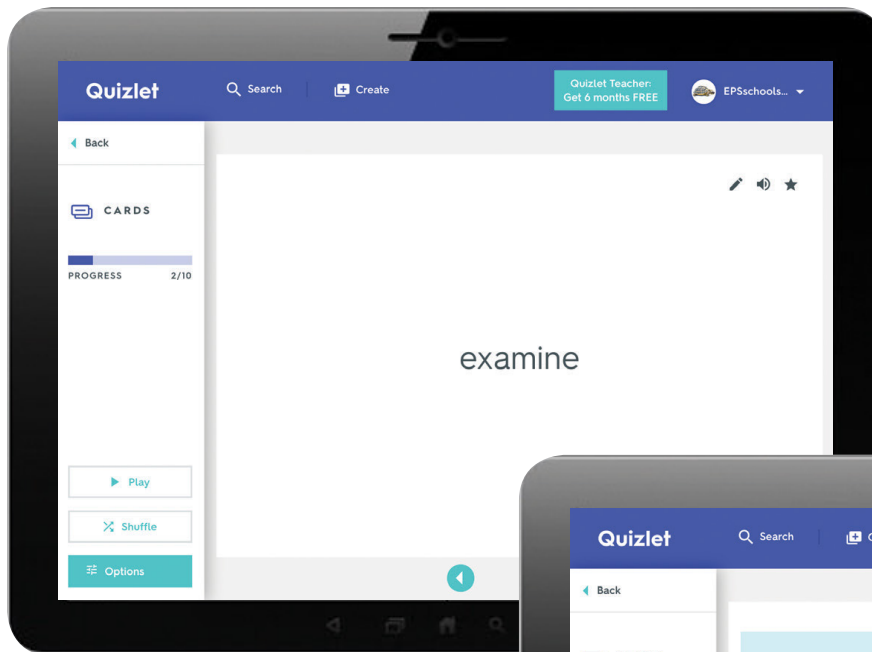 Quizlet
Search
Create
Quizlet Teacher:
Get 6 months FREE
EPSschools...
Back
CARDS
PROGRESS 2/10
examine
Play
Shuffle
Options
Quizlet
Search
Back